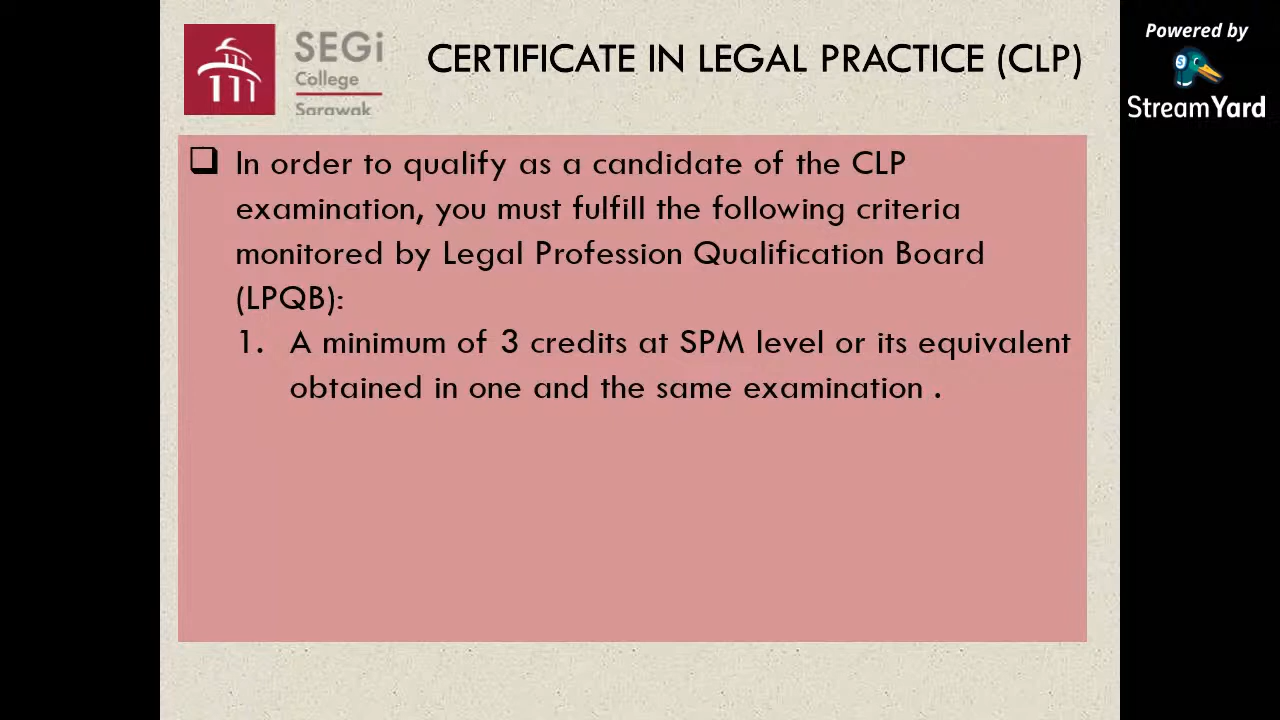 SEGi
College
Sarawak
CERTIFICATE IN LEGAL PRACTICE (CLP)
Powered by
StreamYard
In order to qualify as a candidate of the CLP
examination, you must fulfill the following criteria
monitored by Legal Profession Qualification Board
(LPQB):
1. A minimum of 3 credits at SPM level or its equivalent
obtained in one and the same examination .